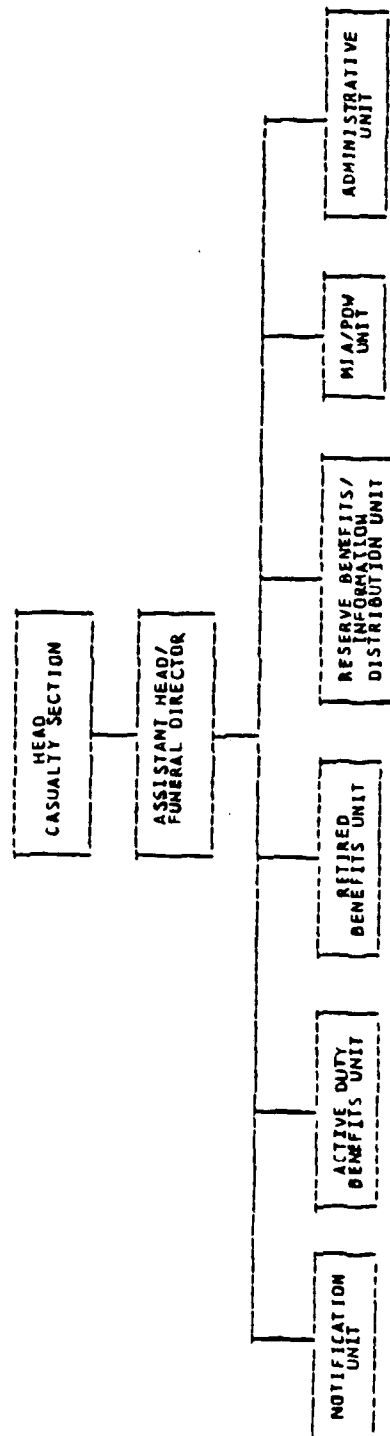 HEAD
CASUALTY SECTION
ASSISTANT HEAD/
FUNERAL DIRECTOR
NOTIFICATION
UNIT
ACTIVE DUTY
BENEFITS UNIT
RETIRED
BENEFITS UNIT
RESERVE BENEFITS/
INFORMATION
DISTRIBUTION UNIT
MIA/POW
UNIT
ADMINISTRATIVE
UNIT